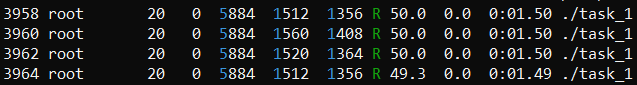 3958 root 20 0 5884 1512 1356 R 50.0 0.0 0:01.50 ./task_1
3960 root 20 0 5884 1560 1408 R 50.0 0.0 0:01.50 ./task_1
3962 root 20 0 5884 1520 1364 R 50.0 0.0 0:01.50 ./task_1
3964 root 20 0 5884 1512 1356 R 49.3 0.0 0:01.49 ./task_1